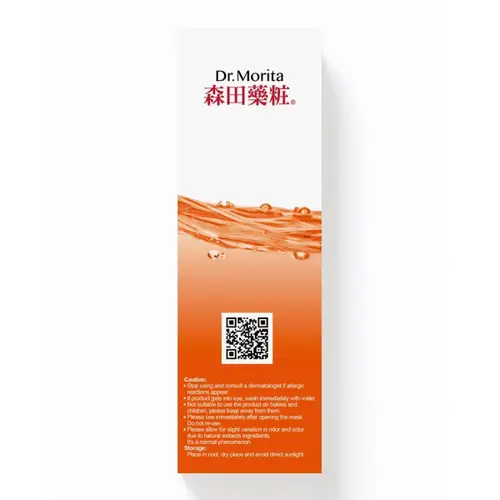 Dr.Morita
森田藥粧®
Caution:
• Stop using and consult a dermatologist if allergic
reactions appear
• If product gets into eye, wash immediately with water
• Not suitable to use the product on babies and
children, please keep away from them.
• Please use immediately after opening the mask.
Do not re-use.
• Please allow for slight variation in odor and color
due to natural extracts ingredients
It's a normal phenomenon
Storage:
Place in cool, dry place and avoid direct sunlight